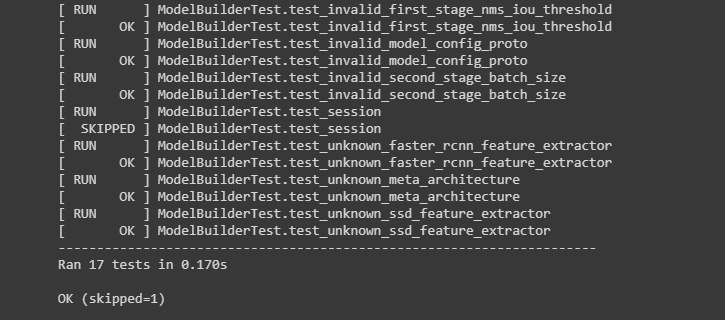 [ RUN      ] ModelBuilderTest.test_invalid_first_stage_nms_iou_threshold
[       OK ] ModelBuilderTest.test_invalid_first_stage_nms_iou_threshold
[ RUN      ] ModelBuilderTest.test_invalid_model_config_proto
[       OK ] ModelBuilderTest.test_invalid_model_config_proto
[ RUN      ] ModelBuilderTest.test_invalid_second_stage_batch_size
[       OK ] ModelBuilderTest.test_invalid_second_stage_batch_size
[ RUN      ] ModelBuilderTest.test_session
[  SKIPPED ] ModelBuilderTest.test_session
[ RUN      ] ModelBuilderTest.test_unknown_faster_rcnn_feature_extractor
[       OK ] ModelBuilderTest.test_unknown_faster_rcnn_feature_extractor
[ RUN      ] ModelBuilderTest.test_unknown_meta_architecture
[       OK ] ModelBuilderTest.test_unknown_meta_architecture
[ RUN      ] ModelBuilderTest.test_unknown_ssd_feature_extractor
[       OK ] ModelBuilderTest.test_unknown_ssd_feature_extractor
----------------------------------------------------------------------
Ran 17 tests in 0.170s
OK (skipped=1)